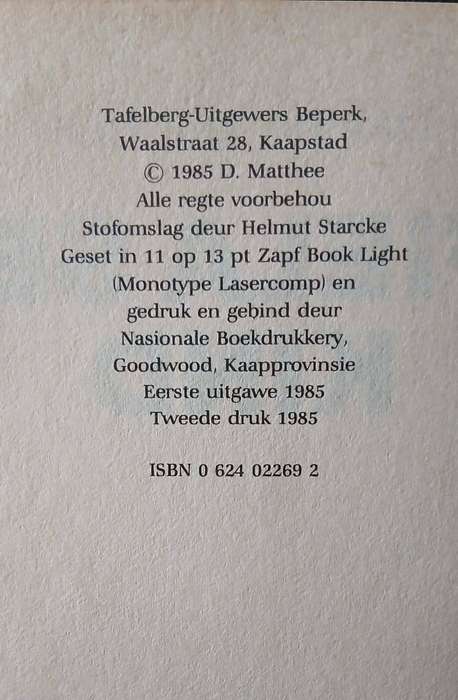 Tafelberg-Uitgewers Beperk,
Waalstraat 28, Kaapstad
© 1985 D. Matthee
Alle regte voorbehou
Stofomslag deur Helmut Starcke
Geset in 11 op 13 pt Zapf Book Light
(Monotype Lasercomp) en
gedruk en gebind deur
Nasionale Boekdrukkery,
Goodwood, Kaapprovinsie
Eerste uitgawe 1985
Tweede druk 1985
ISBN 0 624 02269 2